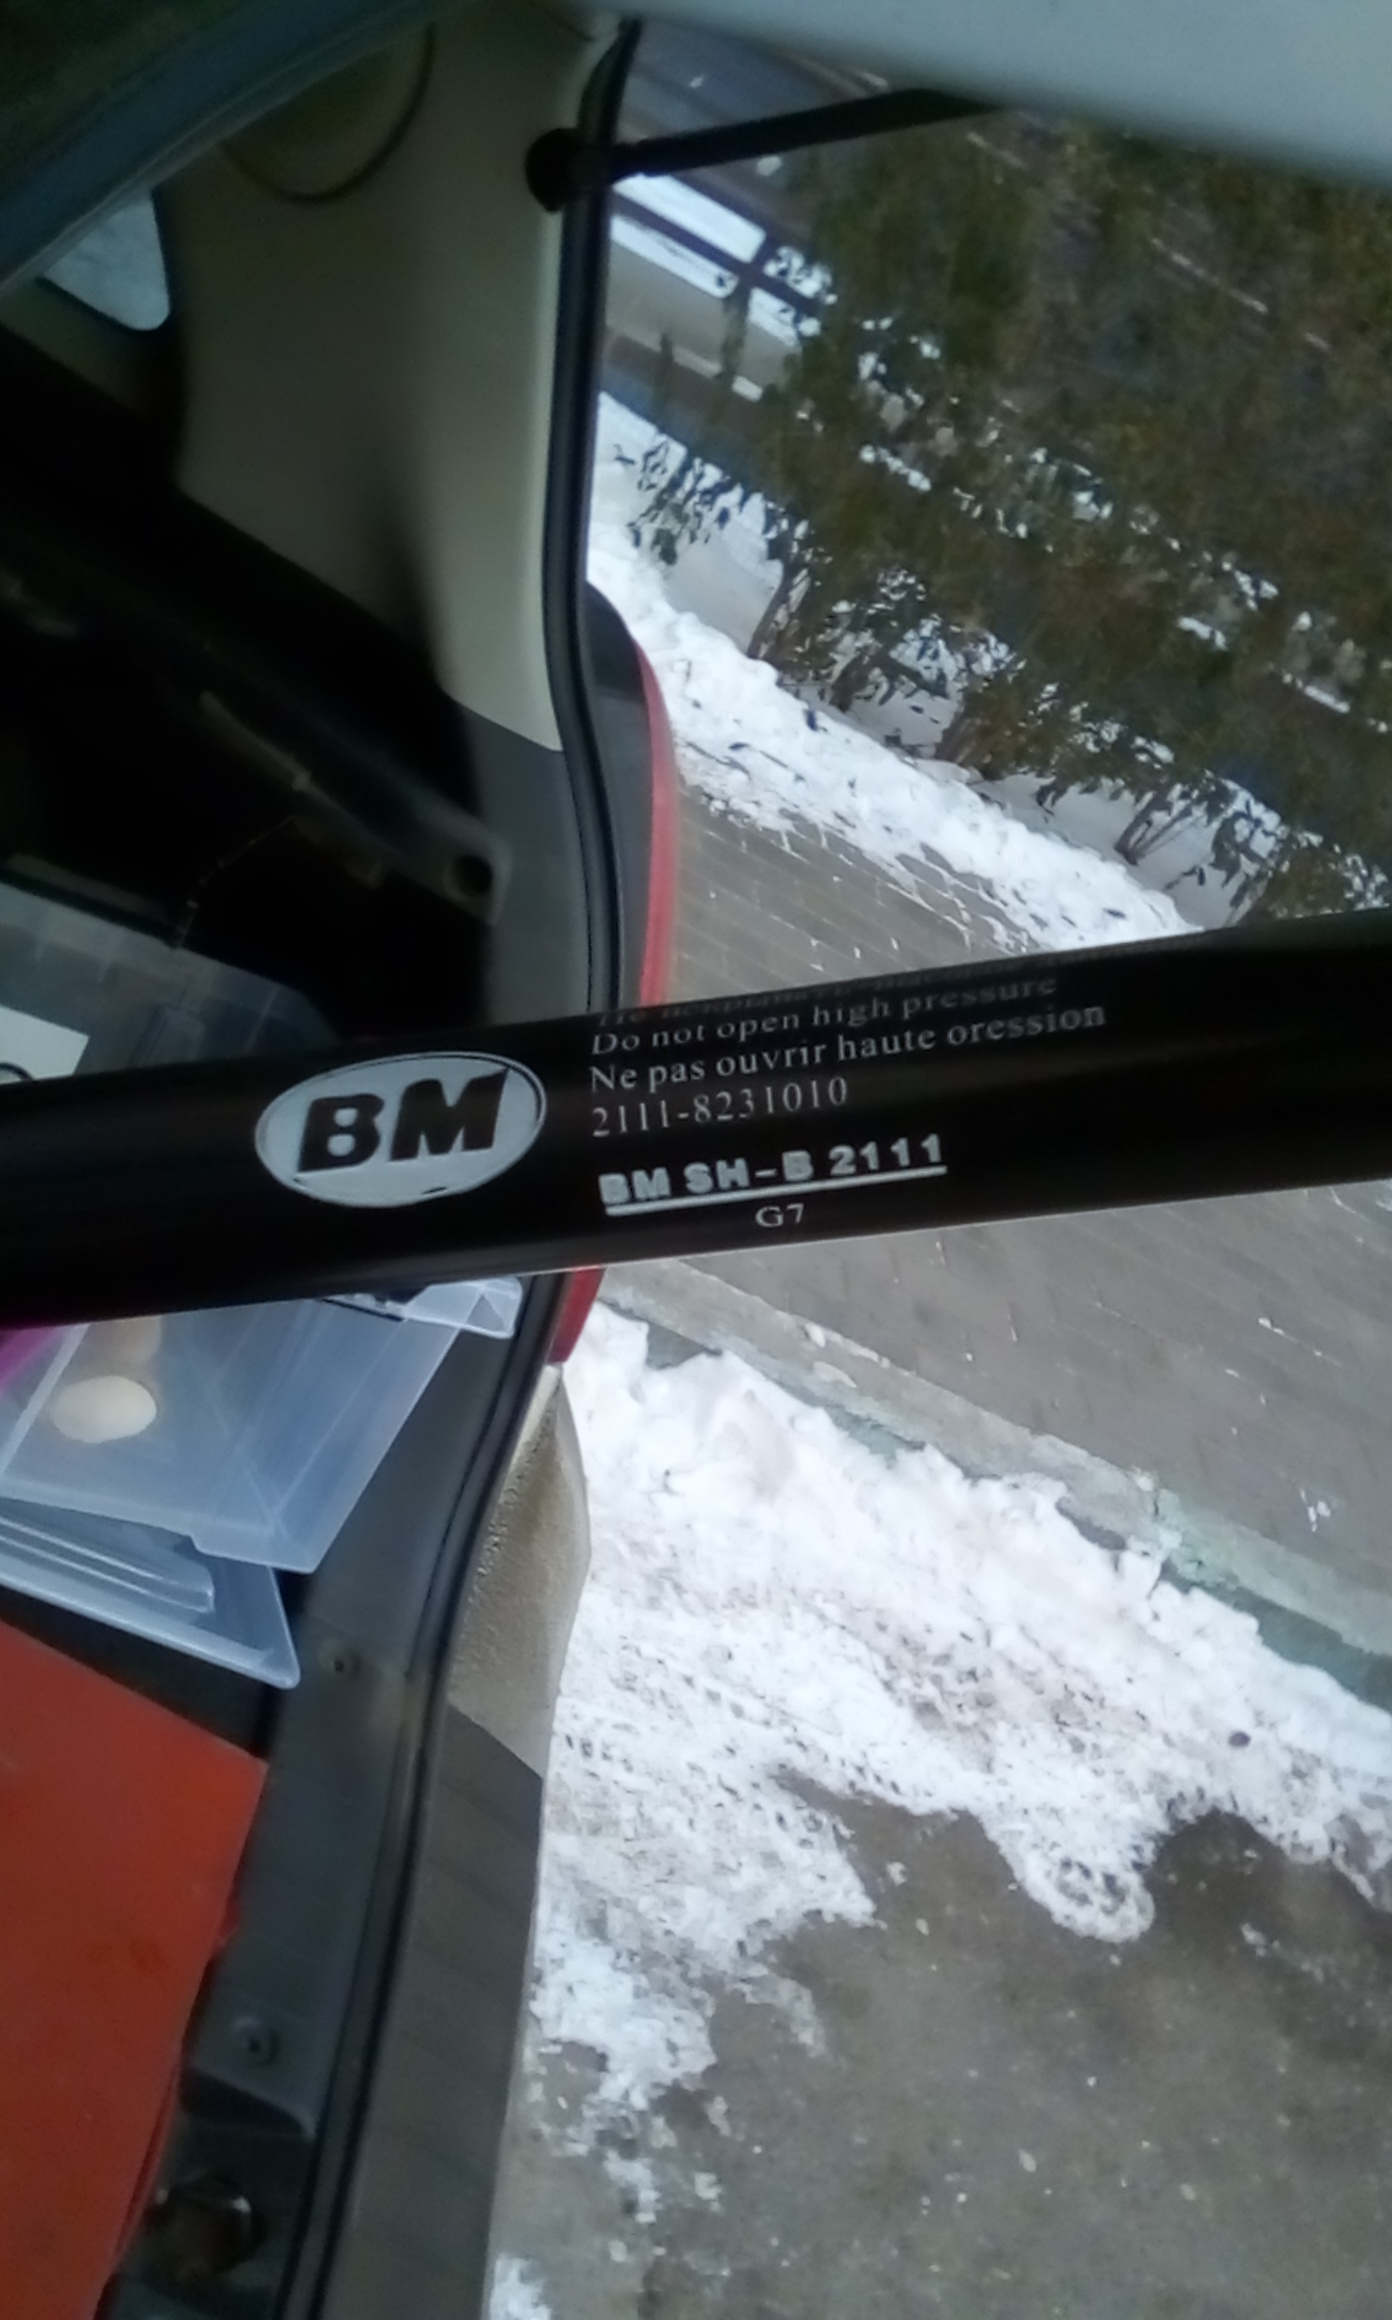 BM
Do not open high pressure
Ne pas ouvrir haute oression
2111-8231010
BM SH-B 2111
G7